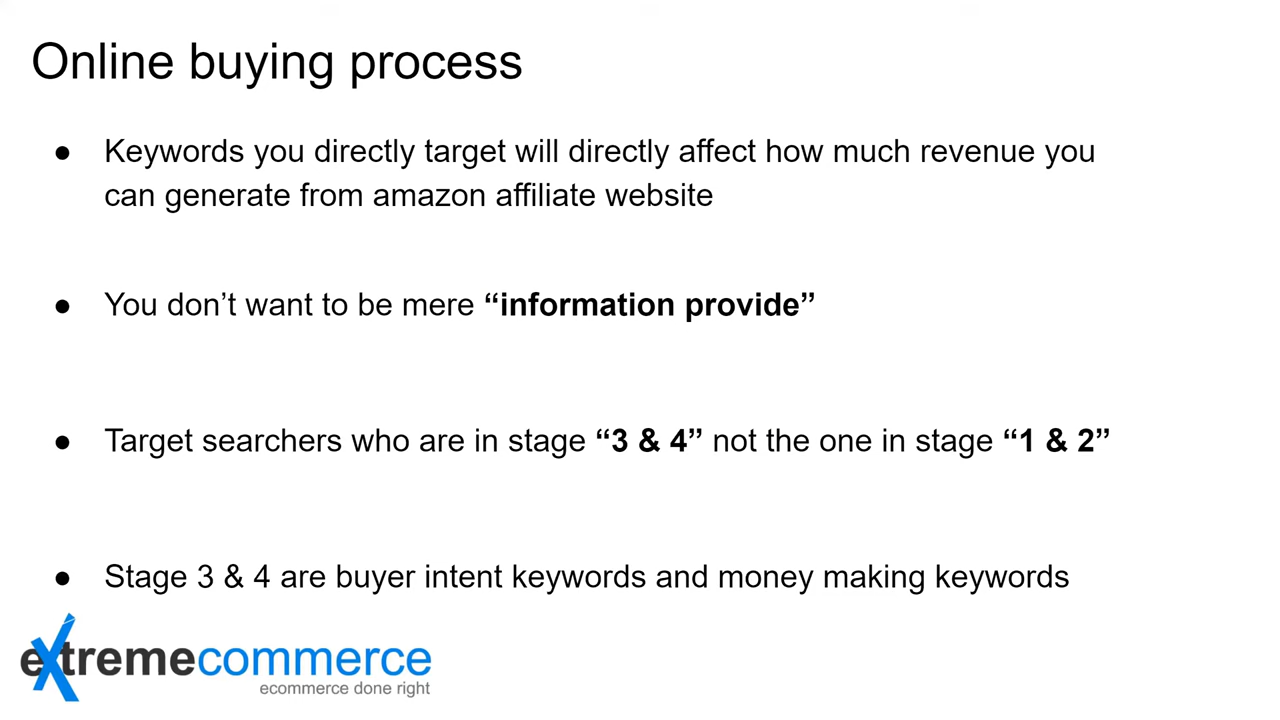 Online buying process
● Keywords you directly target will directly affect how much revenue you
can generate from amazon affiliate website
● You don’t want to be mere “information provide”
● Target searchers who are in stage “3 & 4” not the one in stage “1 & 2”
● Stage 3 & 4 are buyer intent keywords and money making keywords
extremecommerce
ecommerce done right